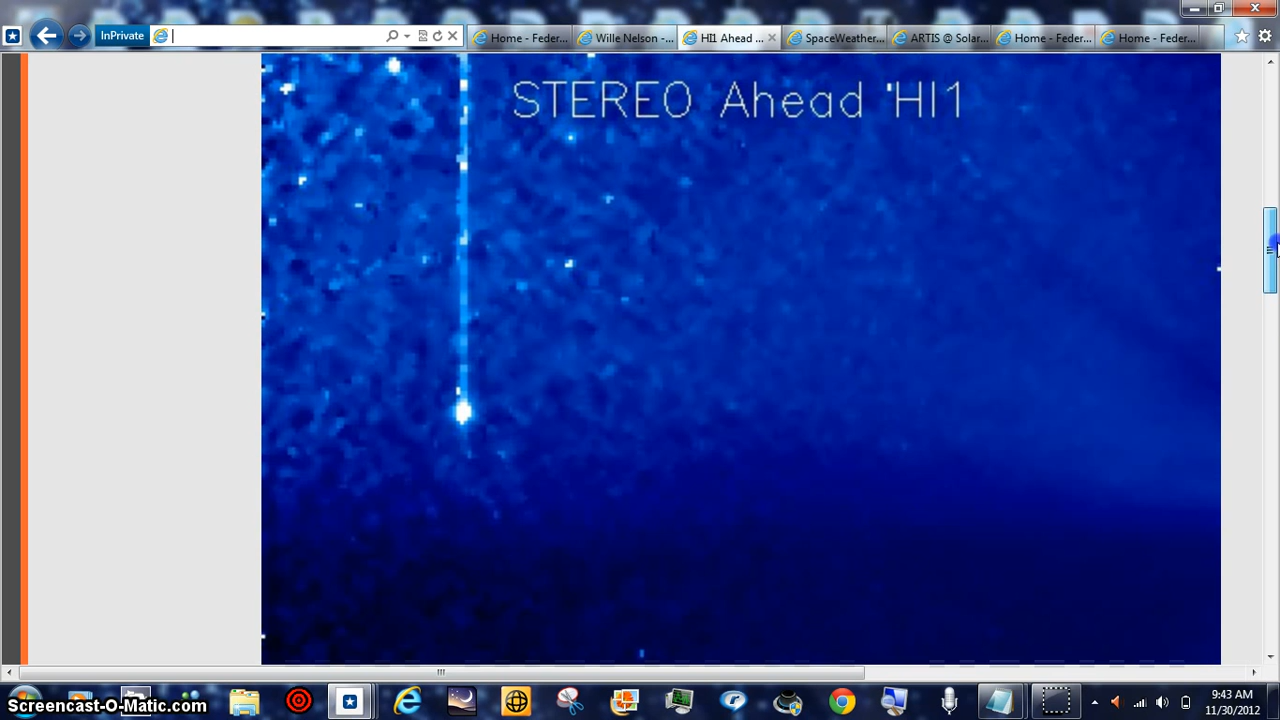 InPrivate
Home - Feder...
Wille Nelson -...
HI1 Ahead ...
SpaceWeather...
ARTIS @ Solar...
Home - Feder...
Home - Feder...
STEREO Ahead HI1
9:43 AM
11/30/2012
Screencast-O-Matic.com